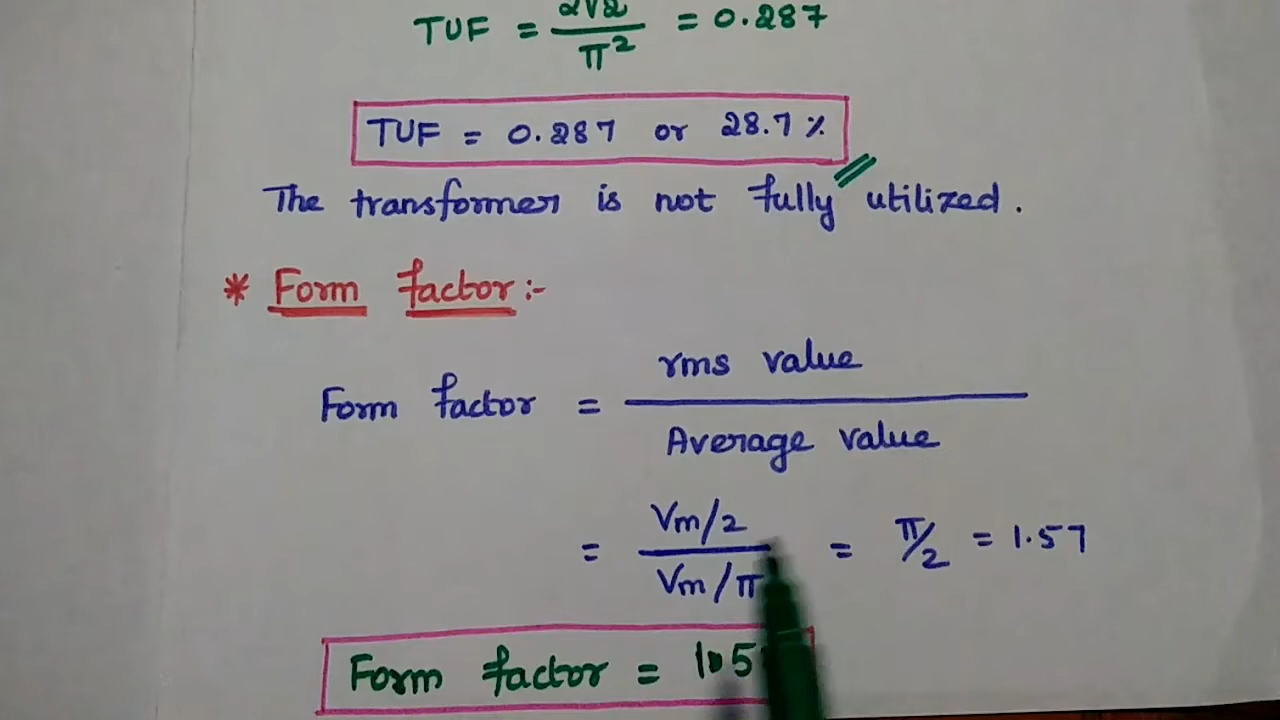 TUF = 2√2/π² = 0.287
TUF = 0.287 or 28.7%
The transformer is not fully utilized.
* Form factor:-
Form factor = rms value / Average value
= Vm/2 / Vm/π = π/2 = 1.57
Form factor = 1.5